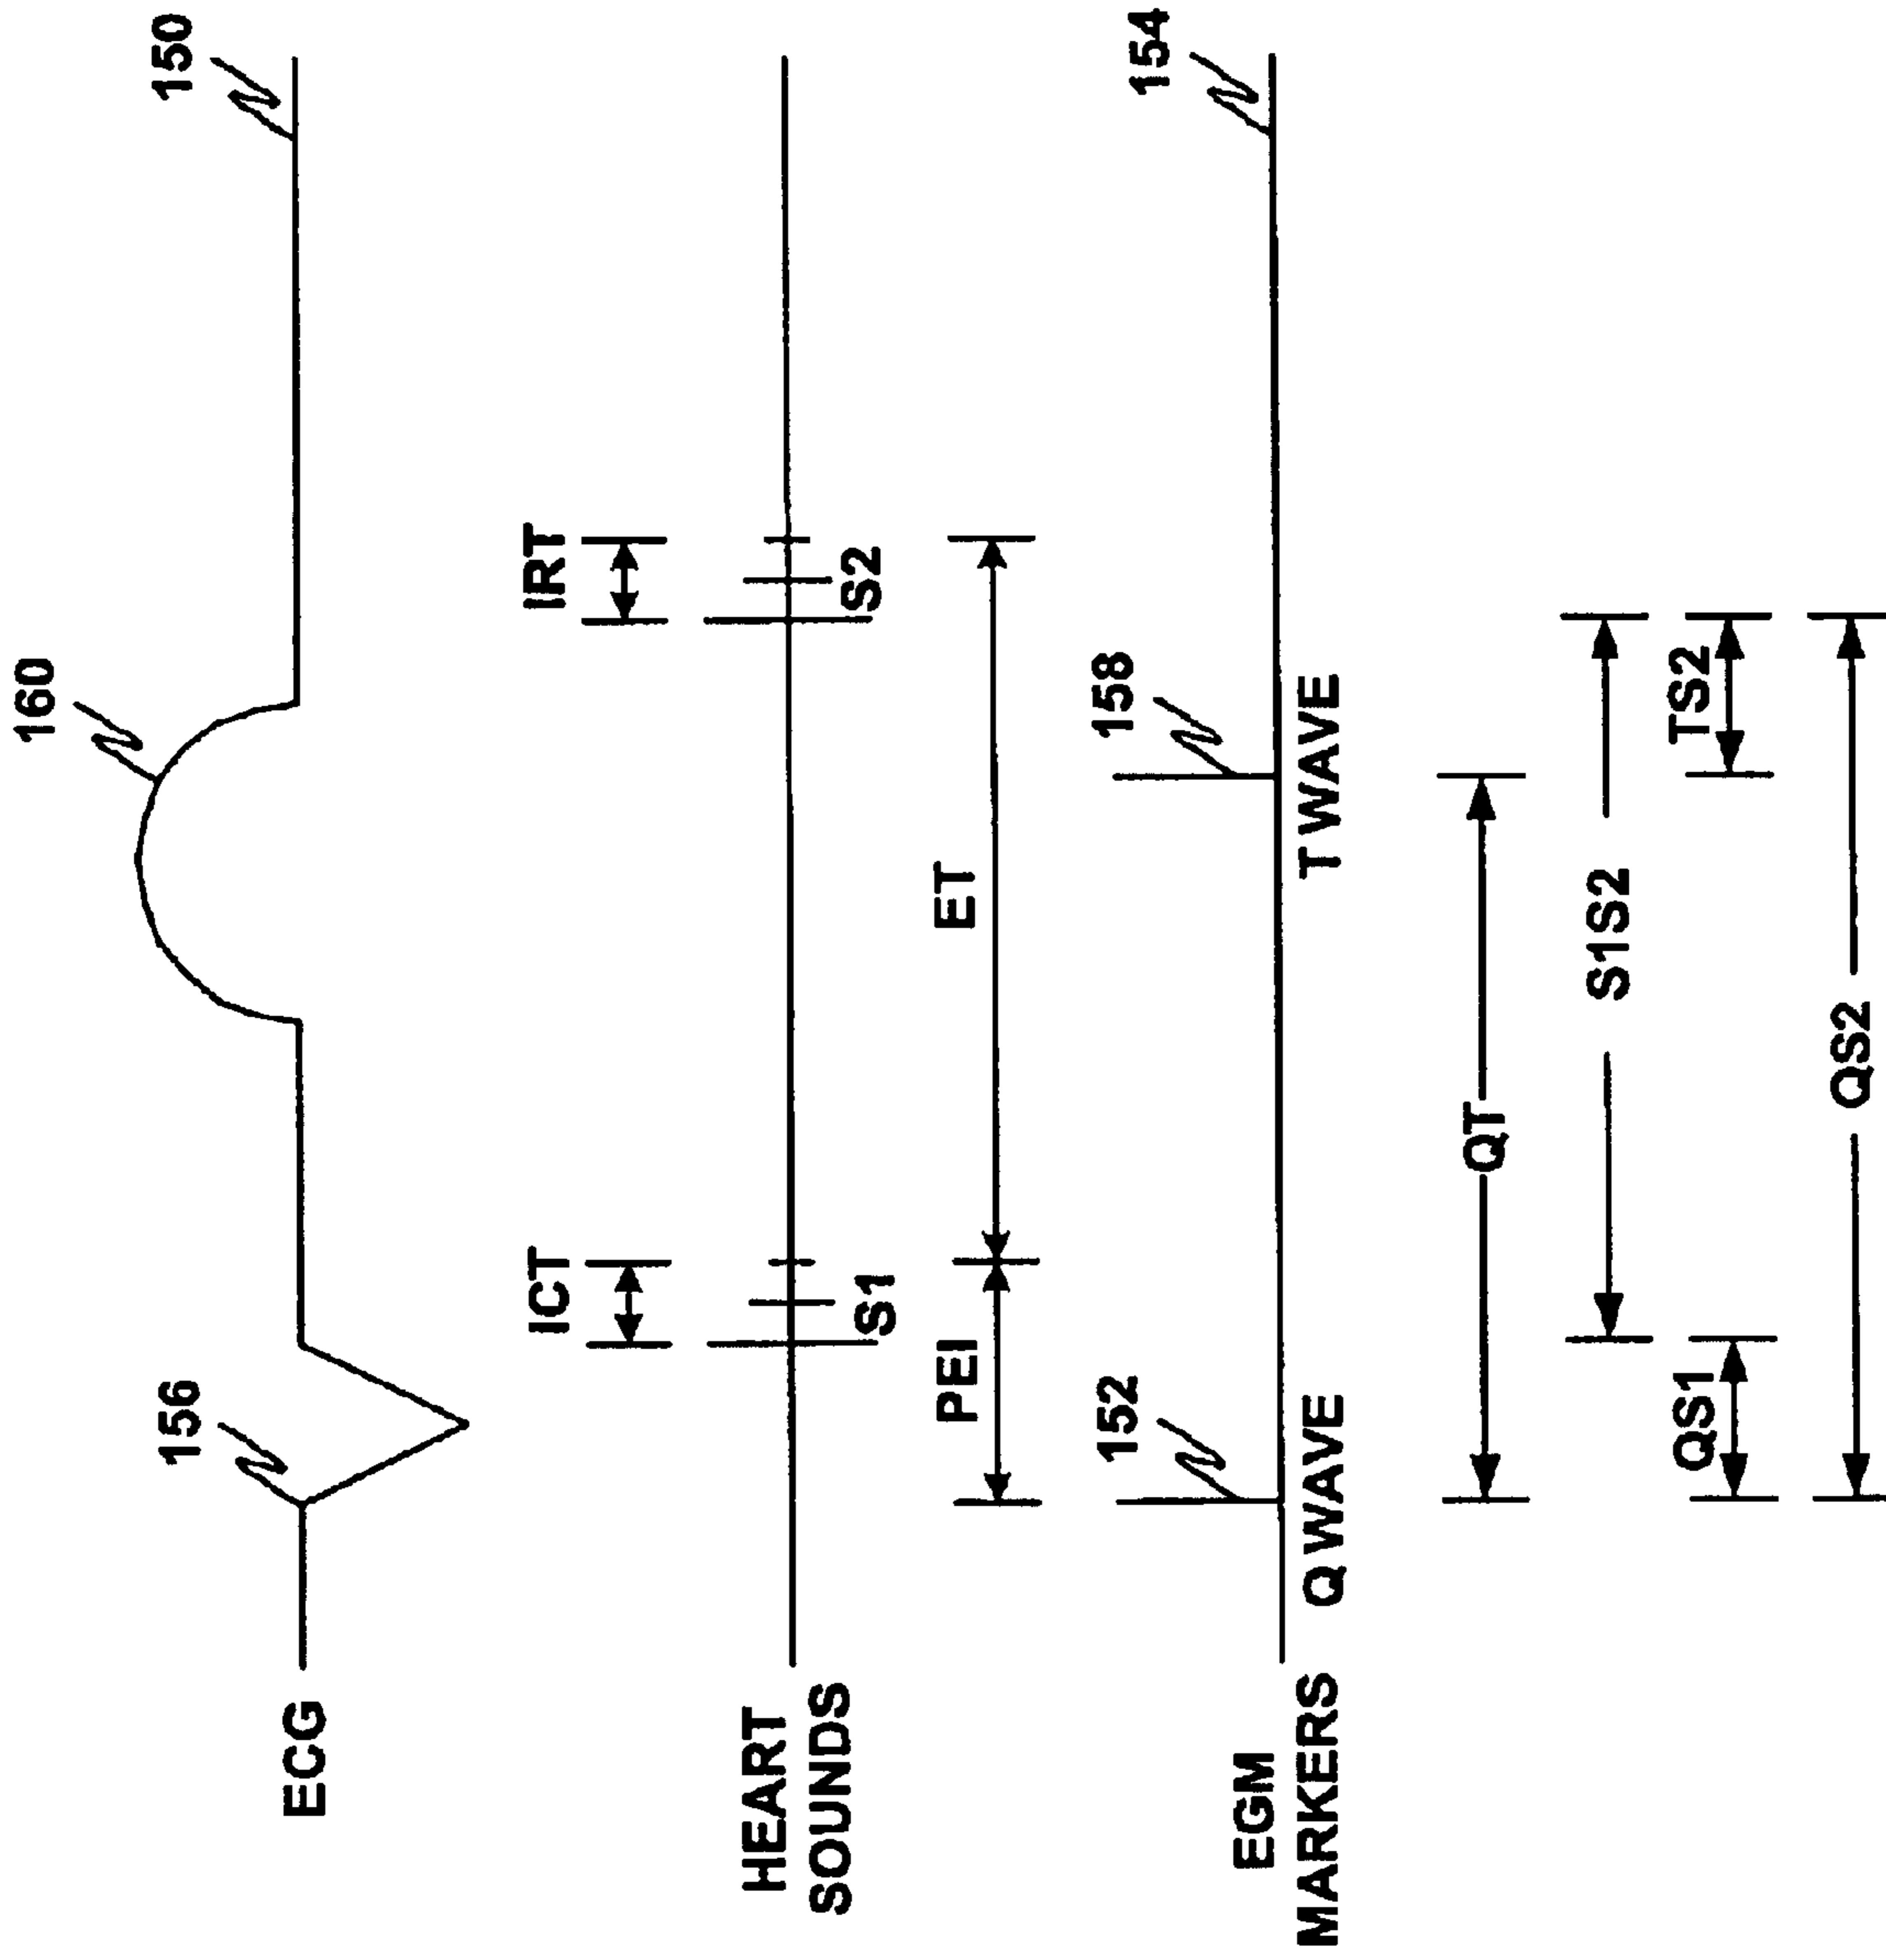 156
160
150
ECG
ICT
IRT
HEART
SOUNDS
S1
S2
PEI
ET
152
158
154
EGM
MARKERS
Q WAVE
T WAVE
QT
S1S2
QS1
TS2
QS2